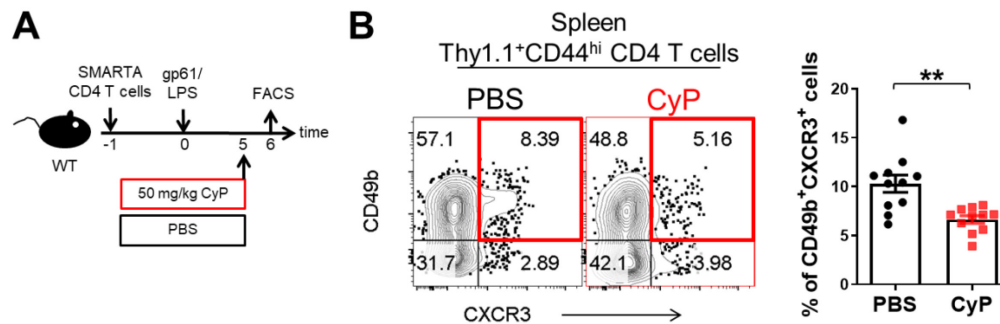 A
SMARTA
CD4 T cells
gp61/
LPS
FACS
time
WT
-1
0
5
6
50 mg/kg CyP
PBS
B
Spleen
Thy1.1⁺CD44ʰⁱ CD4 T cells
PBS
CyP
57.1
8.39
48.8
5.16
31.7
2.89
42.1
3.98
CD49b
CXCR3
% of CD49b⁺CXCR3⁺ cells
**
20
15
10
5
0
PBS
CyP